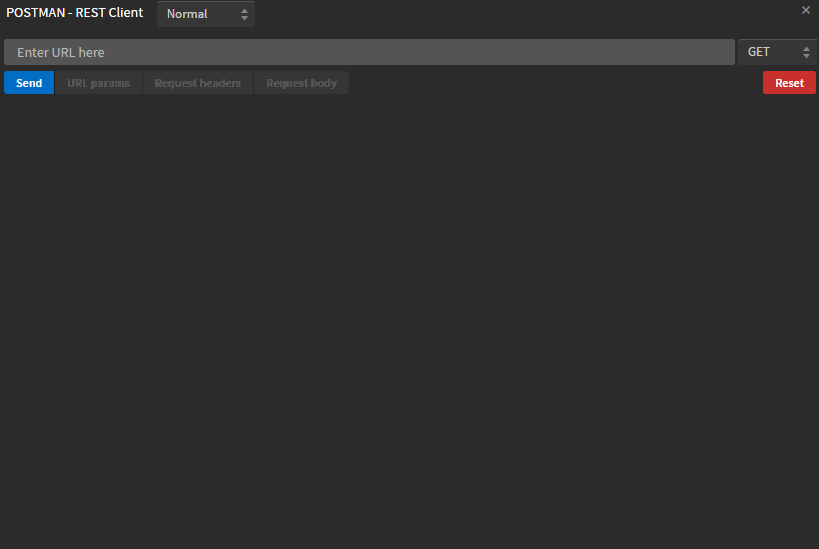 POSTMAN - REST Client Normal
Enter URL here GET
Send URL params Request headers Request body Reset